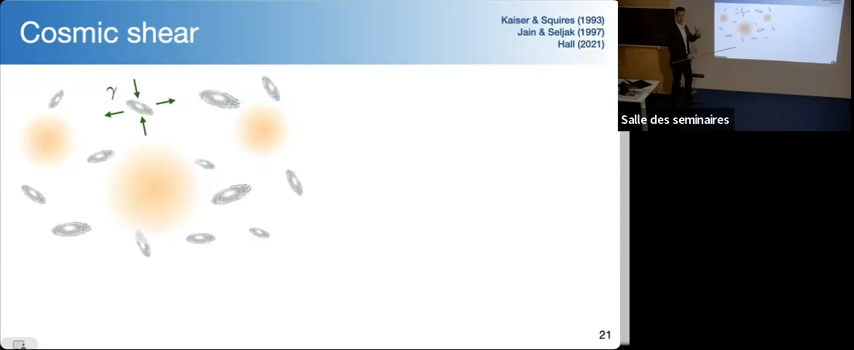 Cosmic shear
Kaiser & Squires (1993)
Jain & Seljak (1997)
Hall (2021)
γ
21
Salle des seminaires